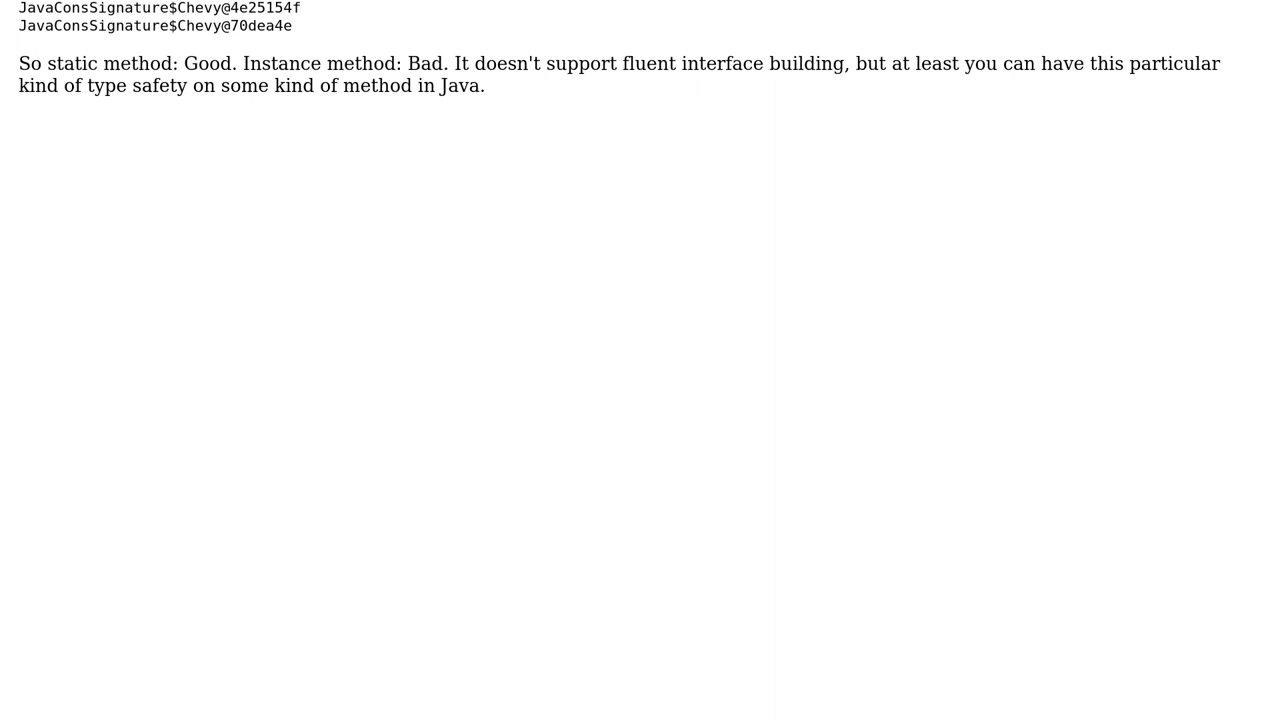 JavaConsSignature$Chevy@4e25154f
JavaConsSignature$Chevy@70dea4e
So static method: Good. Instance method: Bad. It doesn't support fluent interface building, but at least you can have this particular
kind of type safety on some kind of method in Java.